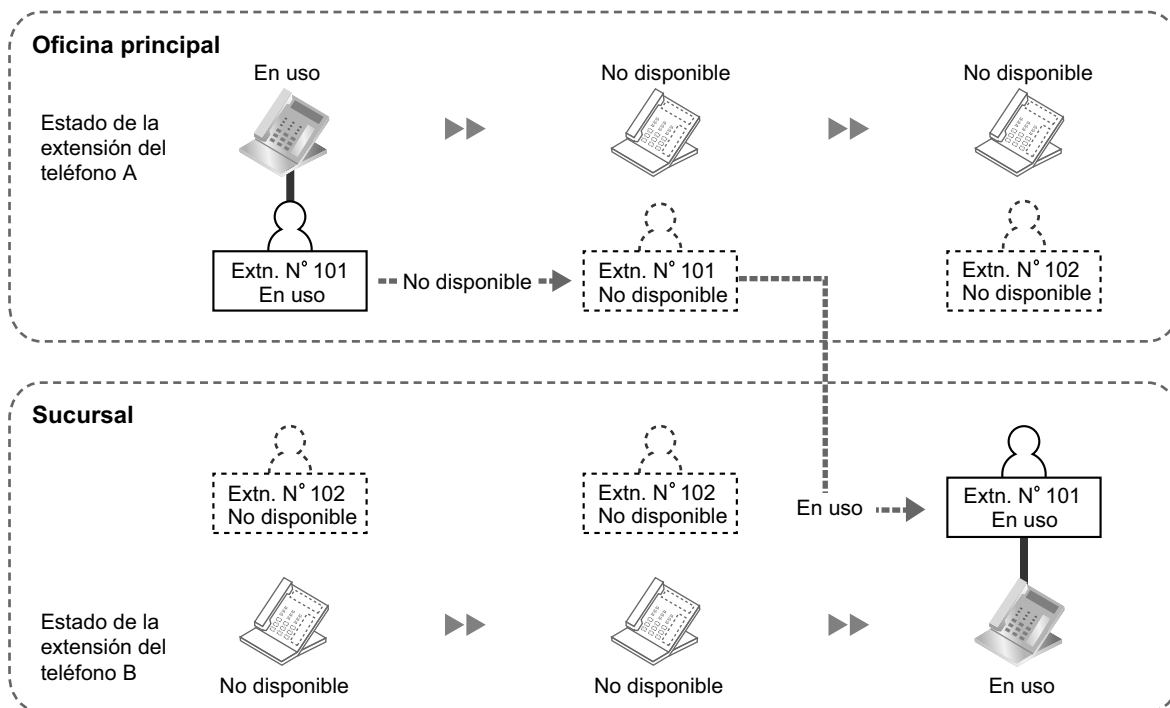 Oficina principal
En uso
No disponible
No disponible
Estado de la
extensión del
teléfono A
Extn. N° 101
En uso
No disponible
Extn. N° 101
No disponible
Extn. N° 102
No disponible
Sucursal
Extn. N° 102
No disponible
Extn. N° 102
No disponible
En uso
Extn. N° 101
En uso
Estado de la
extensión del
teléfono B
No disponible
No disponible
En uso